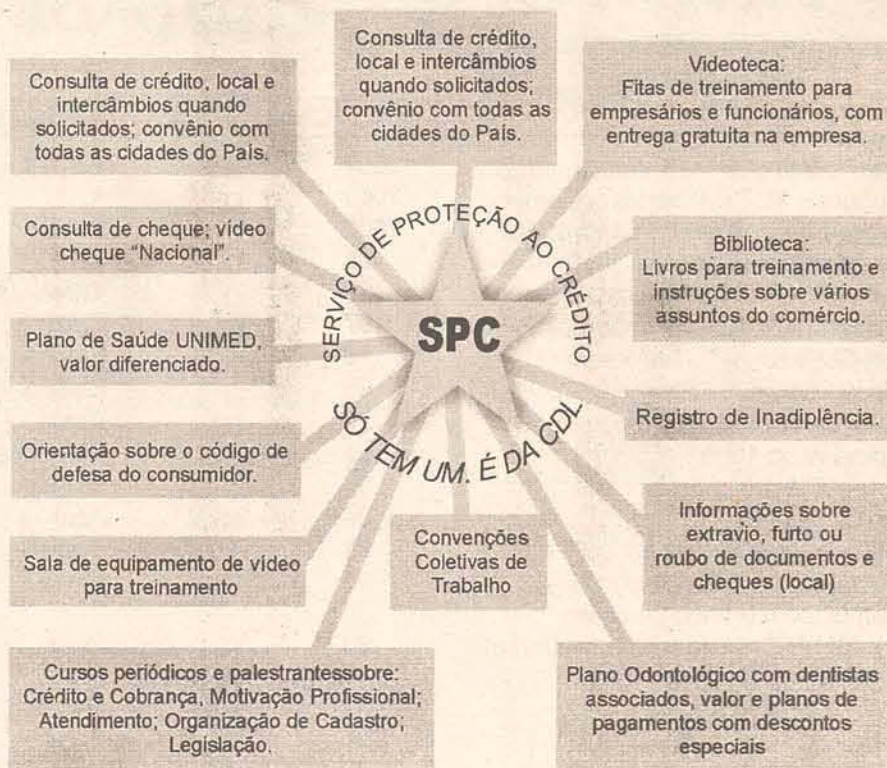 Consulta de crédito, local e
intercâmbios quando
solicitados; convênio com
todas as cidades do País.
Consulta de crédito,
local e intercâmbios
quando solicitados;
convênio com todas as
cidades do País.
Videoteca:
Fitas de treinamento para
empresários e funcionários, com
entrega gratuita na empresa.
Consulta de cheque; vídeo
cheque “Nacional”.
Biblioteca:
Livros para treinamento e
instruções sobre vários
assuntos do comércio.
Plano de Saúde UNIMED,
valor diferenciado.
SERVIÇO DE PROTEÇÃO AO CRÉDITO
SPC
SÓ TEM UM. É DA CDL
Registro de Inadiplência.
Orientação sobre o código de
defesa do consumidor.
Informações sobre
extravio, furto ou
roubo de documentos e
cheques (local)
Sala de equipamento de vídeo
para treinamento
Convenções
Coletivas de
Trabalho
Cursos periódicos e palestrantessobre:
Crédito e Cobrança, Motivação Profissional;
Atendimento; Organização de Cadastro;
Legislação.
Plano Odontológico com dentistas
associados, valor e planos de
pagamentos com descontos
especiais